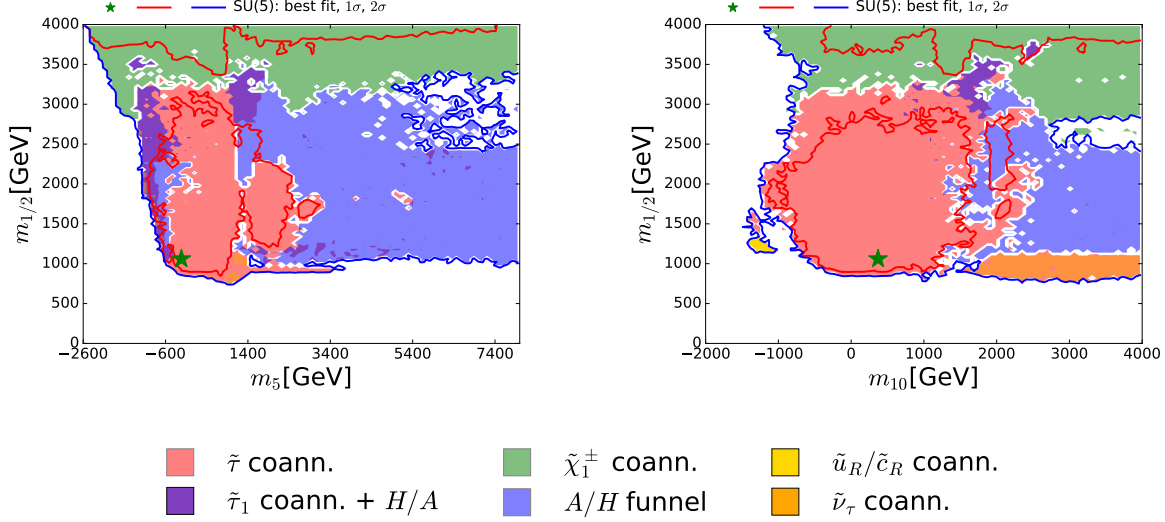 SU(5): best fit, 1σ, 2σ
4000
3500
3000
2500
2000
1500
1000
500
0
m₁/₂[GeV]
−2600 −600 1400 3400 5400 7400
m₅[GeV]
SU(5): best fit, 1σ, 2σ
4000
3500
3000
2500
2000
1500
1000
500
0
m₁/₂[GeV]
−2000 −1000 0 1000 2000 3000 4000
m₁₀[GeV]
τ̃ coann. χ̃₁± coann. ũ_R/c̃_R coann.
τ̃₁ coann. + H/A A/H funnel ν̃_τ coann.